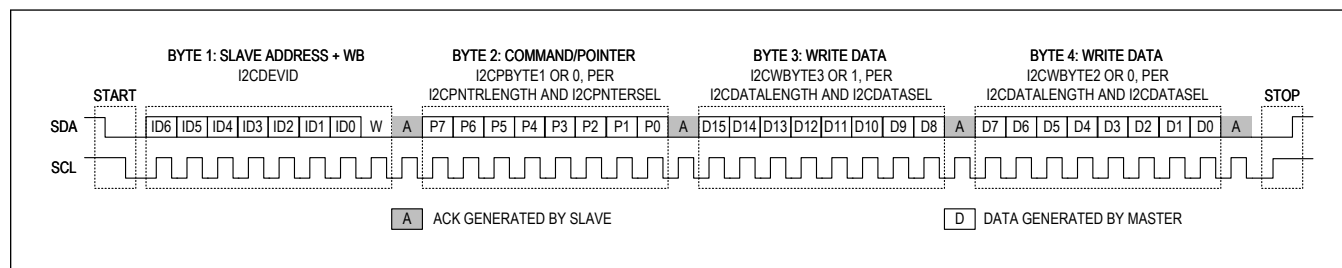 BYTE 1: SLAVE ADDRESS + WB
I2CDEVID
BYTE 2: COMMAND/POINTER
I2CPBYTE1 OR 0, PER
I2CPNTRLENGTH AND I2CPNTERSEL
BYTE 3: WRITE DATA
I2CWBYTE3 OR 1, PER
I2CDATALENGTH AND I2CDATASEL
BYTE 4: WRITE DATA
I2CWBYTE2 OR 0, PER
I2CDATALENGTH AND I2CDATASEL
START
STOP
SDA ID6 ID5 ID4 ID3 ID2 ID1 ID0 W A P7 P6 P5 P4 P3 P2 P1 P0 A D15 D14 D13 D12 D11 D10 D9 D8 A D7 D6 D5 D4 D3 D2 D1 D0 A
SCL
A ACK GENERATED BY SLAVE
D DATA GENERATED BY MASTER